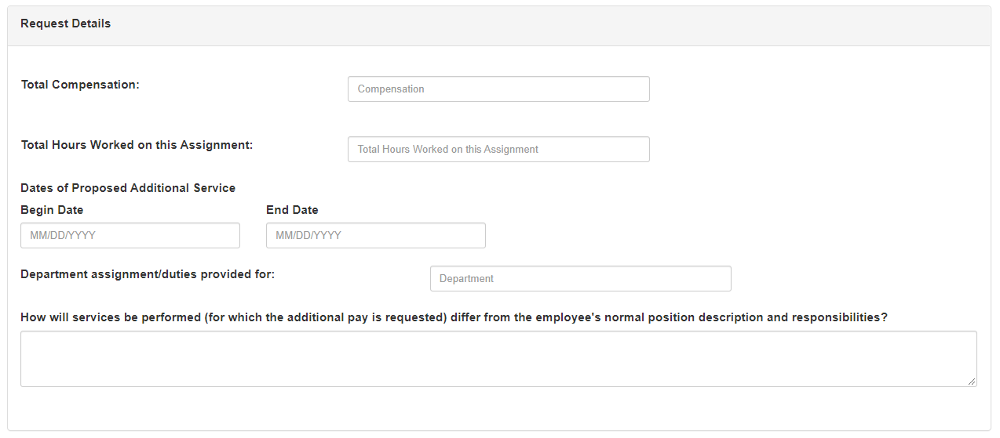 Request Details
Total Compensation:
Compensation
Total Hours Worked on this Assignment:
Total Hours Worked on this Assignment
Dates of Proposed Additional Service
Begin Date
End Date
MM/DD/YYYY
MM/DD/YYYY
Department assignment/duties provided for:
Department
How will services be performed (for which the additional pay is requested) differ from the employee's normal position description and responsibilities?